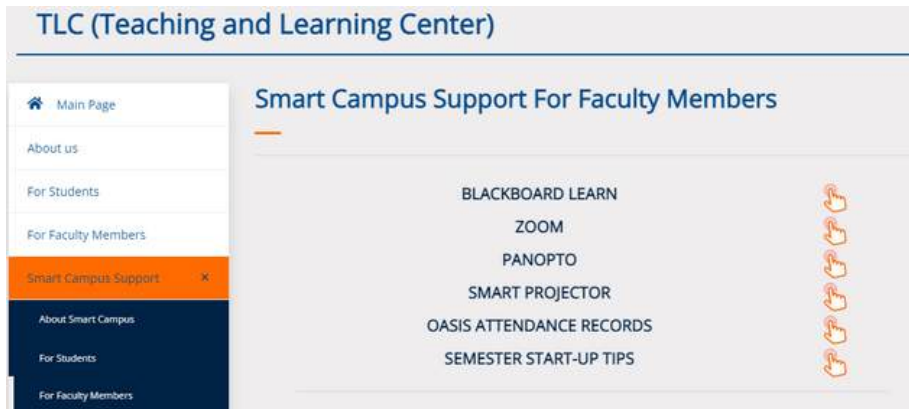 TLC (Teaching and Learning Center)
Main Page
About us
For Students
For Faculty Members
Smart Campus Support ×
About Smart Campus
For Students
For Faculty Members
Smart Campus Support For Faculty Members
BLACKBOARD LEARN
ZOOM
PANOPTO
SMART PROJECTOR
OASIS ATTENDANCE RECORDS
SEMESTER START-UP TIPS